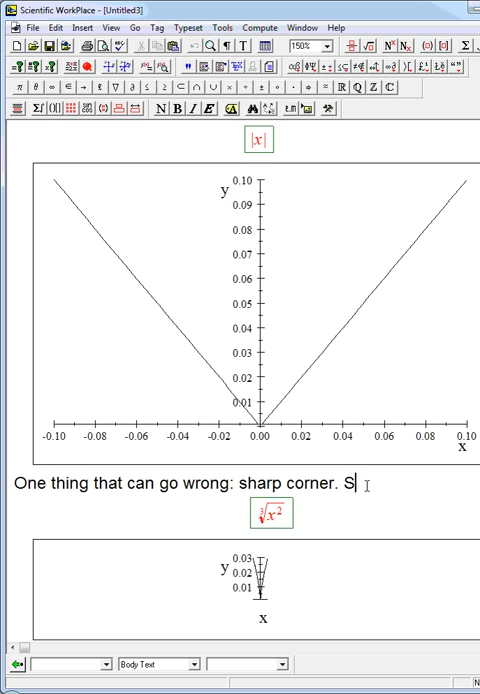 Scientific WorkPlace - [Untitled3]
File Edit Insert View Go Tag Tools Compute Window Help
150%
N B I E
|x|
y
0.10
0.09
0.08
0.07
0.06
0.05
0.04
0.03
0.02
0.01
-0.10 -0.08 -0.06 -0.04 -0.02 0.00 0.02 0.04 0.06 0.08 0.10
x
One thing that can go wrong: sharp corner. S
∛x²
y
0.03
0.02
0.01
x
Body Text